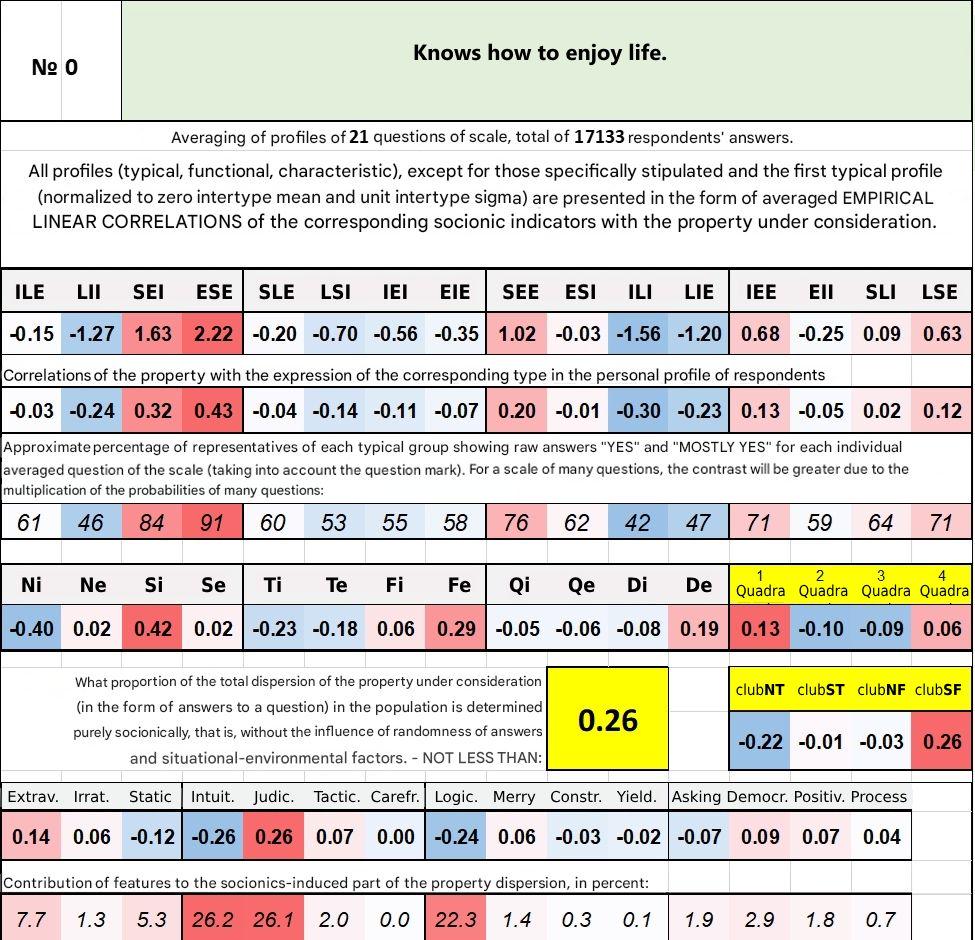 № 0
Knows how to enjoy life.
Averaging of profiles of 21 questions of scale, total of 17133 respondents' answers.
All profiles (typical, functional, characteristic), except for those specifically stipulated and the first typical profile
(normalized to zero intertype mean and unit intertype sigma) are presented in the form of averaged EMPIRICAL
LINEAR CORRELATIONS of the corresponding socionic indicators with the property under consideration.
ILE LII SEI ESE SLE LSI IEI EIE SEE ESI ILI LIE IEE EII SLI LSE
-0.15 -1.27 1.63 2.22 -0.20 -0.70 -0.56 -0.35 1.02 -0.03 -1.56 -1.20 0.68 -0.25 0.09 0.63
Correlations of the property with the expression of the corresponding type in the personal profile of respondents
-0.03 -0.24 0.32 0.43 -0.04 -0.14 -0.11 -0.07 0.20 -0.01 -0.30 -0.23 0.13 -0.05 0.02 0.12
Approximate percentage of representatives of each typical group showing raw answers "YES" and "MOSTLY YES" for each individual
averaged question of the scale (taking into account the question mark). For a scale of many questions, the contrast will be greater due to the
multiplication of the probabilities of many questions:
61 46 84 91 60 53 55 58 76 62 42 47 71 59 64 71
Ni Ne Si Se Ti Te Fi Fe Qi Qe Di De 1 Quadra 2 Quadra 3 Quadra 4 Quadra
-0.40 0.02 0.42 0.02 -0.23 -0.18 0.06 0.29 -0.05 -0.06 -0.08 0.19 0.13 -0.10 -0.09 0.06
What proportion of the total dispersion of the property under consideration
(in the form of answers to a question) in the population is determined
purely socionically, that is, without the influence of randomness of answers
and situational-environmental factors. - NOT LESS THAN:
0.26
clubNT clubST clubNF clubSF
-0.22 -0.01 -0.03 0.26
Extrav. Irrat. Static Intuit. Judic. Tactic. Carefr. Logic. Merry Constr. Yield. Asking Democr. Positiv. Process
0.14 0.06 -0.12 -0.26 0.26 0.07 0.00 -0.24 0.06 -0.03 -0.02 -0.07 0.09 0.07 0.04
Contribution of features to the socionics-induced part of the property dispersion, in percent:
7.7 1.3 5.3 26.2 26.1 2.0 0.0 22.3 1.4 0.3 0.1 1.9 2.9 1.8 0.7